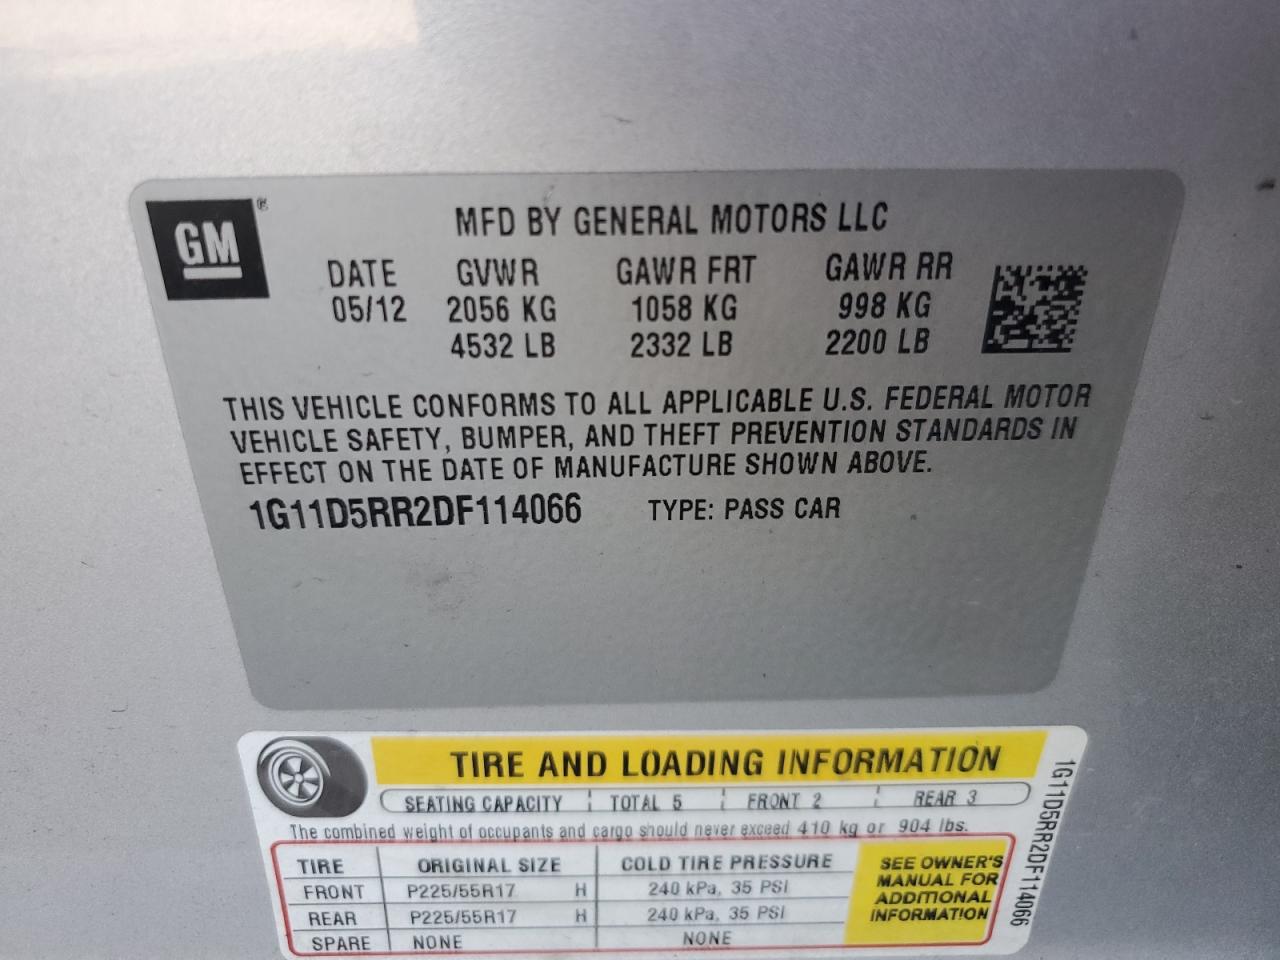 GM®
MFD BY GENERAL MOTORS LLC
DATE GVWR GAWR FRT GAWR RR
05/12 2056 KG 1058 KG 998 KG
4532 LB 2332 LB 2200 LB
THIS VEHICLE CONFORMS TO ALL APPLICABLE U.S. FEDERAL MOTOR
VEHICLE SAFETY, BUMPER, AND THEFT PREVENTION STANDARDS IN
EFFECT ON THE DATE OF MANUFACTURE SHOWN ABOVE.
1G11D5RR2DF114066 TYPE: PASS CAR
TIRE AND LOADING INFORMATION
SEATING CAPACITY TOTAL 5 FRONT 2 REAR 3
The combined weight of occupants and cargo should never exceed 410 kg or 904 lbs.
TIRE ORIGINAL SIZE COLD TIRE PRESSURE
FRONT P225/55R17 H 240 kPa, 35 PSI
REAR P225/55R17 H 240 kPa, 35 PSI
SPARE NONE NONE
SEE OWNER'S
MANUAL FOR
ADDITIONAL
INFORMATION
1G11D5RR2DF114066